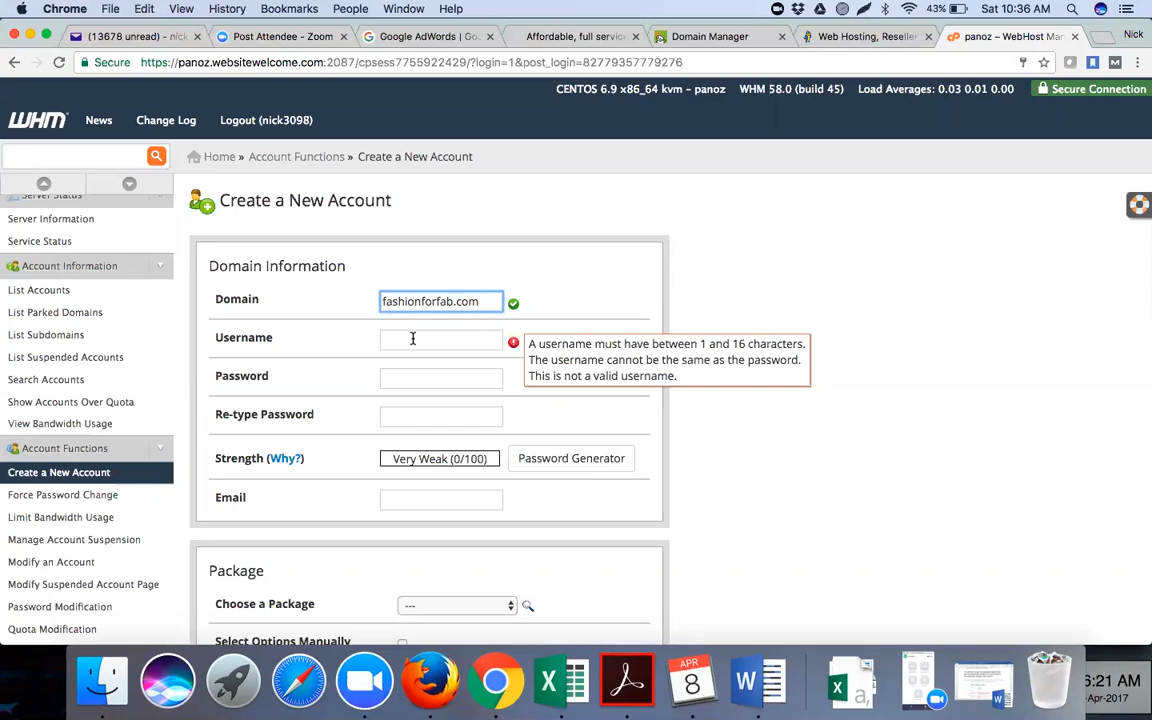 Chrome File Edit View History Bookmarks People Window Help 43% Sat 10:36 AM
(13678 unread) - nick
Post Attendee - Zoom
Google AdWords | G
Affordable, full servic
Domain Manager
Web Hosting, Reseller
panoz – WebHost Man
Nick
Secure https://panoz.websitewelcome.com:2087/cpsess7755922429/?login=1&post_login=82779357779276
CENTOS 6.9 x86_64 kvm - panoz WHM 58.0 (build 45) Load Averages: 0.03 0.01 0.00 Secure Connection
WHM News Change Log Logout (nick3098)
Home » Account Functions » Create a New Account
Server Status
Server Information
Service Status
Account Information
List Accounts
List Parked Domains
List Subdomains
List Suspended Accounts
Search Accounts
Show Accounts Over Quota
View Bandwidth Usage
Account Functions
Create a New Account
Force Password Change
Limit Bandwidth Usage
Manage Account Suspension
Modify an Account
Modify Suspended Account Page
Password Modification
Quota Modification
Create a New Account
Domain Information
Domain fashionforfab.com
Username
A username must have between 1 and 16 characters.
The username cannot be the same as the password.
This is not a valid username.
Password
Re-type Password
Strength (Why?) Very Weak (0/100) Password Generator
Email
Package
Choose a Package ---
Select Options Manually
APR
8
X
W
X
a,
6:21 AM
-Apr-2017